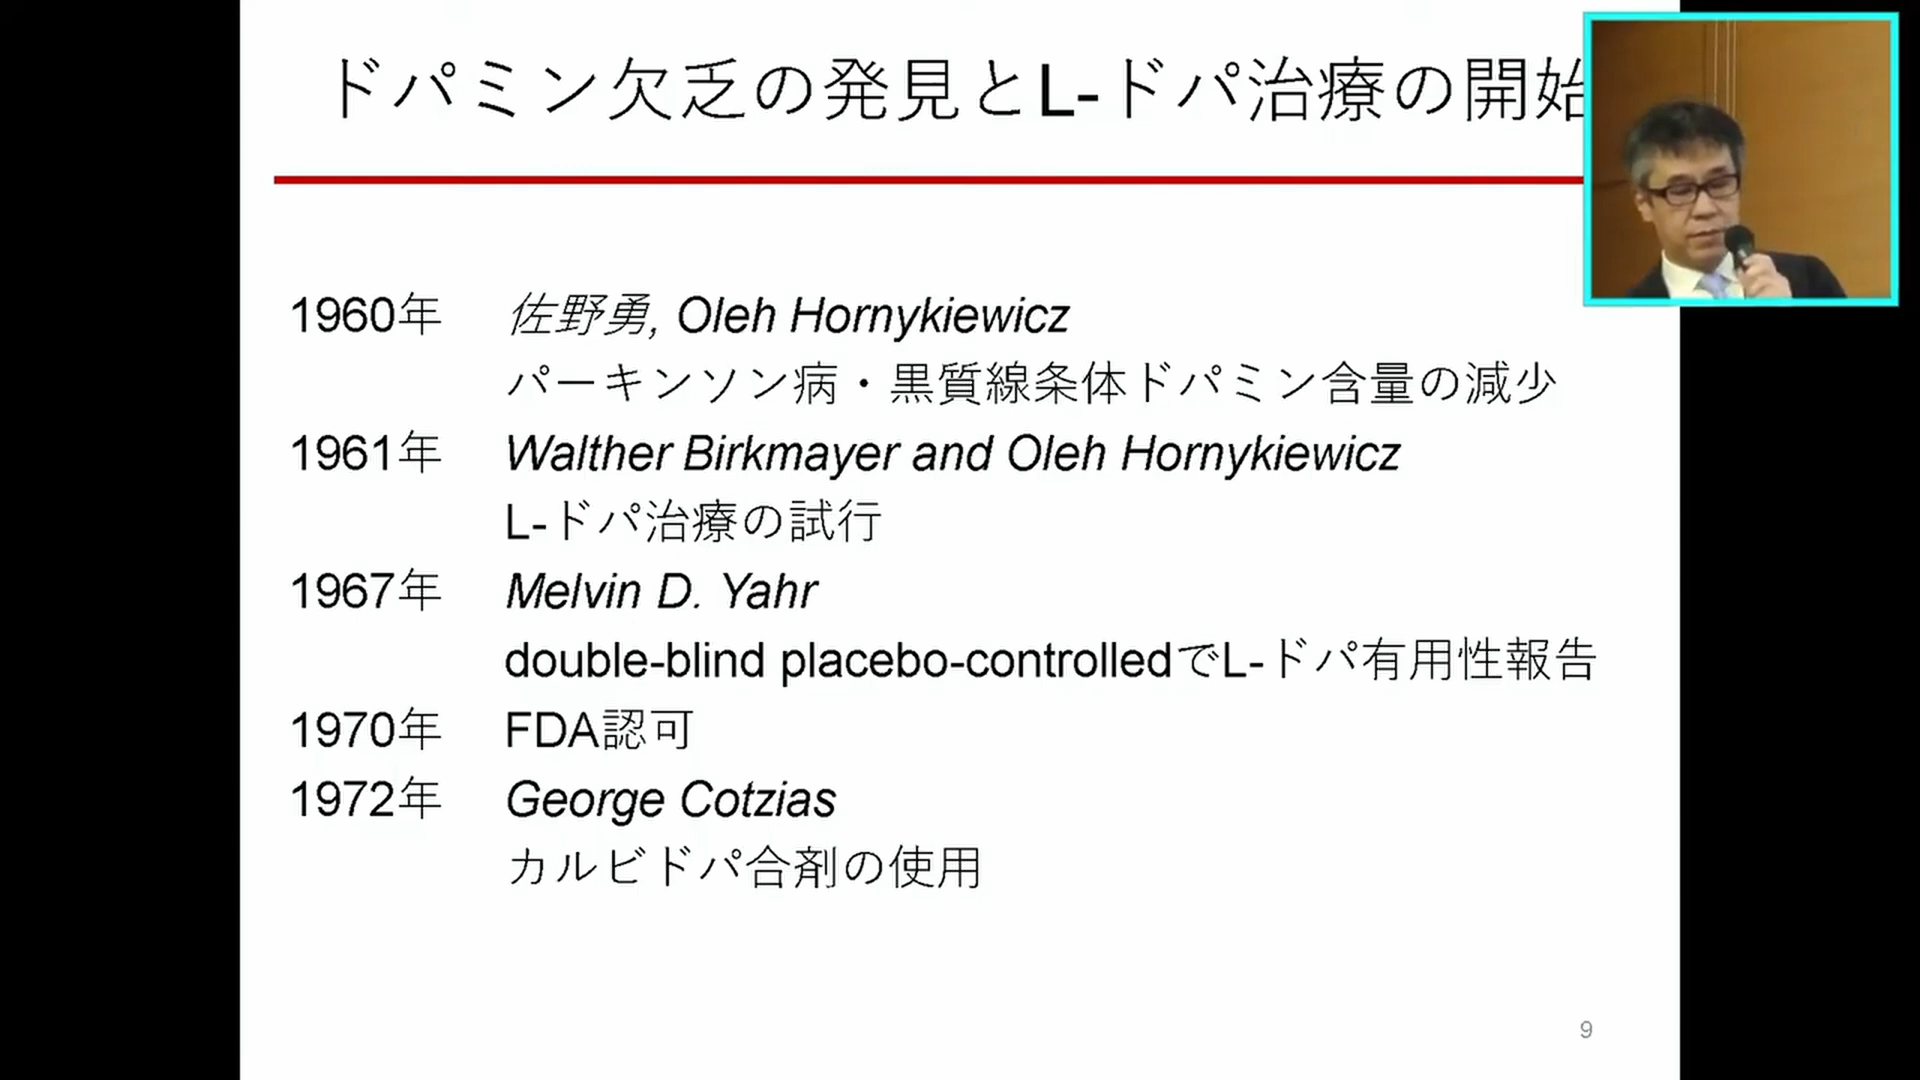 ドパミン欠乏の発見とL-ドパ治療の開始
1960年 佐野勇, Oleh Hornykiewicz
パーキンソン病・黒質線条体ドパミン含量の減少
1961年 Walther Birkmayer and Oleh Hornykiewicz
L-ドパ治療の試行
1967年 Melvin D. Yahr
double-blind placebo-controlledでL-ドパ有用性報告
1970年 FDA認可
1972年 George Cotzias
カルビドパ合剤の使用
9